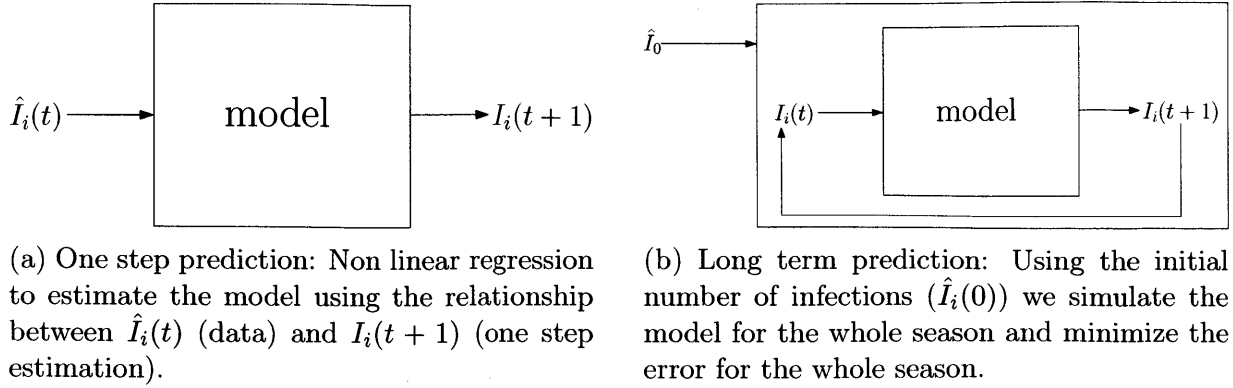 Î_i(t)
model
I_i(t + 1)
(a) One step prediction: Non linear regression
to estimate the model using the relationship
between Î_i(t) (data) and I_i(t + 1) (one step
estimation).
Î_0
I_i(t)
model
I_i(t + 1)
(b) Long term prediction: Using the initial
number of infections (Î_i(0)) we simulate the
model for the whole season and minimize the
error for the whole season.